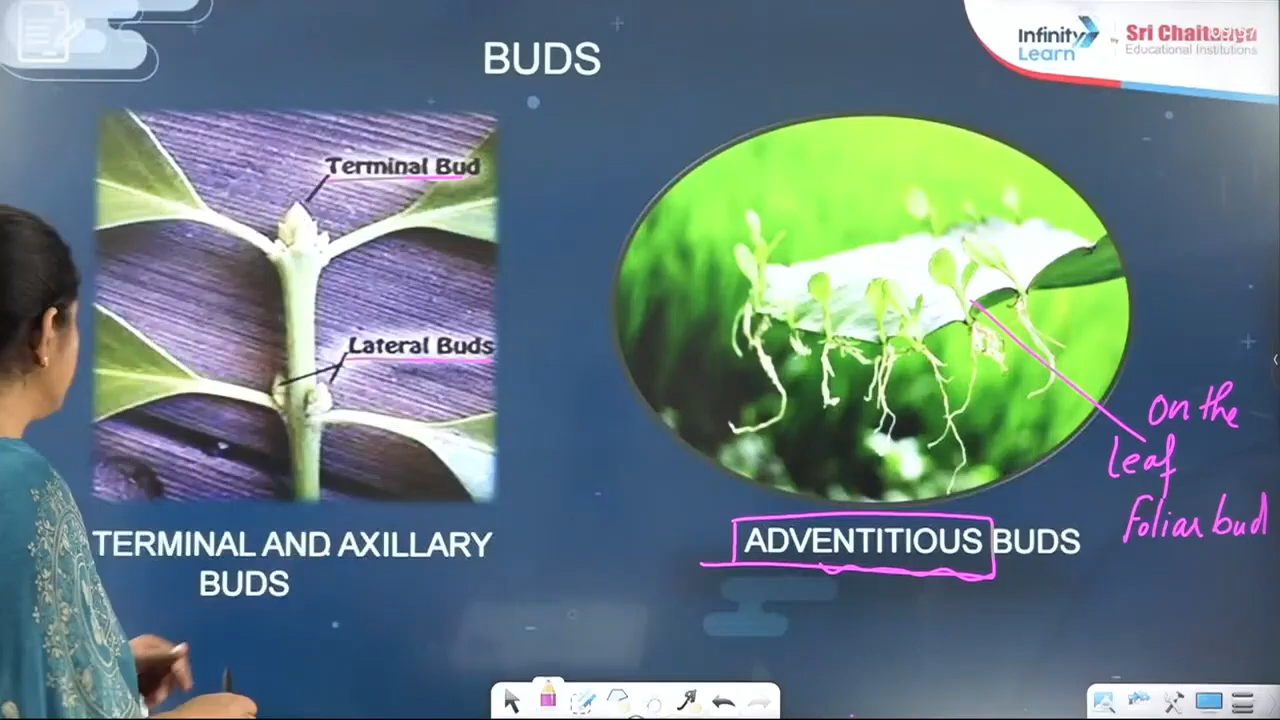 BUDS
Infinity
Learn
by
Sri Chaitanya
Educational Institutions
Terminal Bud
Lateral Buds
TERMINAL AND AXILLARY
BUDS
ADVENTITIOUS BUDS
on the
leaf
Foliar bud